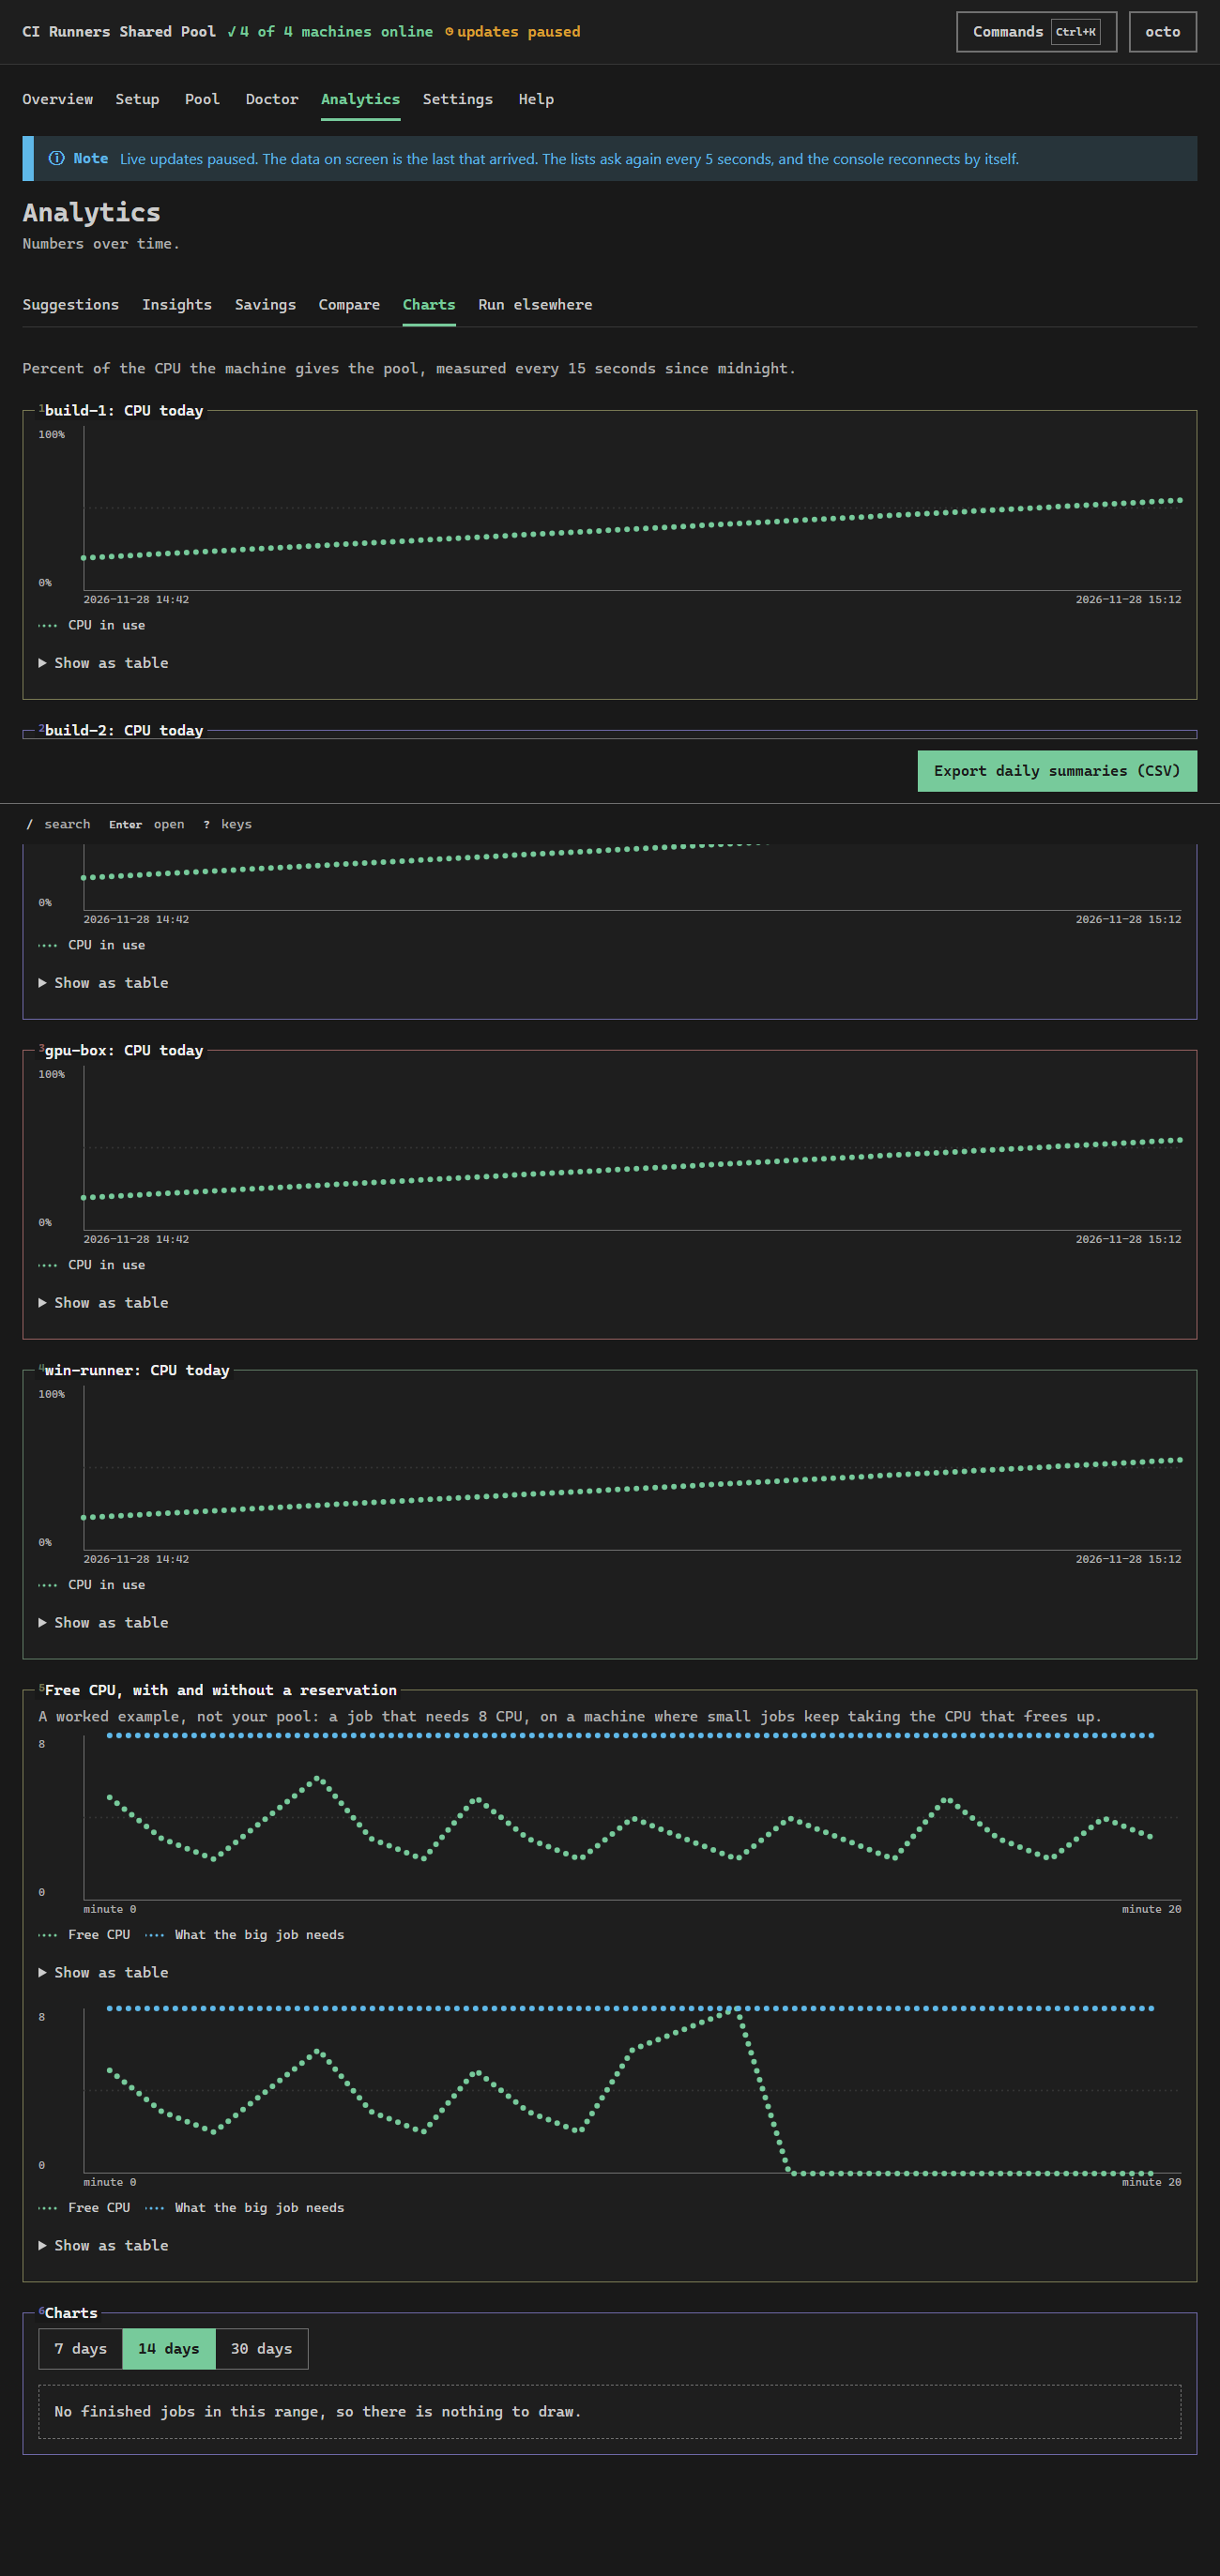 CI Runners Shared Pool ✓ 4 of 4 machines online updates paused Commands Ctrl+K octo
Overview Setup Pool Doctor Analytics Settings Help
Note Live updates paused. The data on screen is the last that arrived. The lists ask again every 5 seconds, and the console reconnects by itself.
Analytics
Numbers over time.
Suggestions Insights Savings Compare Charts Run elsewhere
Percent of the CPU the machine gives the pool, measured every 15 seconds since midnight.
1build-1: CPU today
100%
0%
2026-11-28 14:42 2026-11-28 15:12
CPU in use
Show as table
2build-2: CPU today
Export daily summaries (CSV)
/ search Enter open ? keys
0%
2026-11-28 14:42 2026-11-28 15:12
CPU in use
Show as table
3gpu-box: CPU today
100%
0%
2026-11-28 14:42 2026-11-28 15:12
CPU in use
Show as table
4win-runner: CPU today
100%
0%
2026-11-28 14:42 2026-11-28 15:12
CPU in use
Show as table
5Free CPU, with and without a reservation
A worked example, not your pool: a job that needs 8 CPU, on a machine where small jobs keep taking the CPU that frees up.
8
0
minute 0 minute 20
Free CPU What the big job needs
Show as table
8
0
minute 0 minute 20
Free CPU What the big job needs
Show as table
6Charts
7 days 14 days 30 days
No finished jobs in this range, so there is nothing to draw.